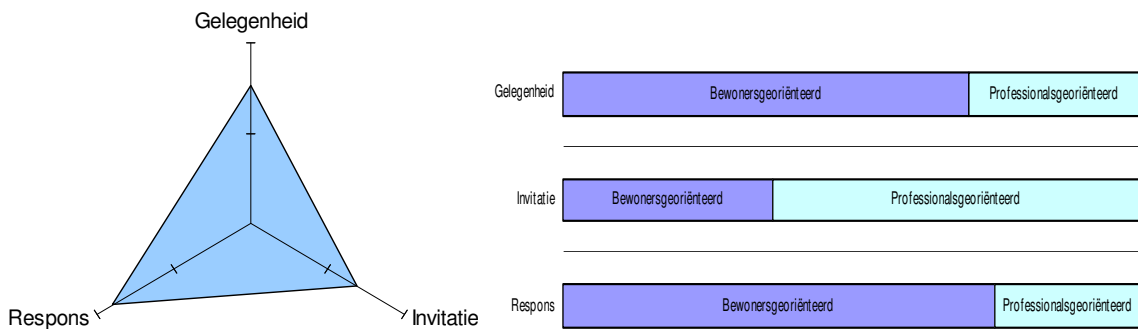 Gelegenheid
Respons
Invitatie
Gelegenheid
Bewonersgeoriënteerd
Professionalsgeoriënteerd
Invitatie
Bewonersgeoriënteerd
Professionalsgeoriënteerd
Respons
Bewonersgeoriënteerd
Professionalsgeoriënteerd